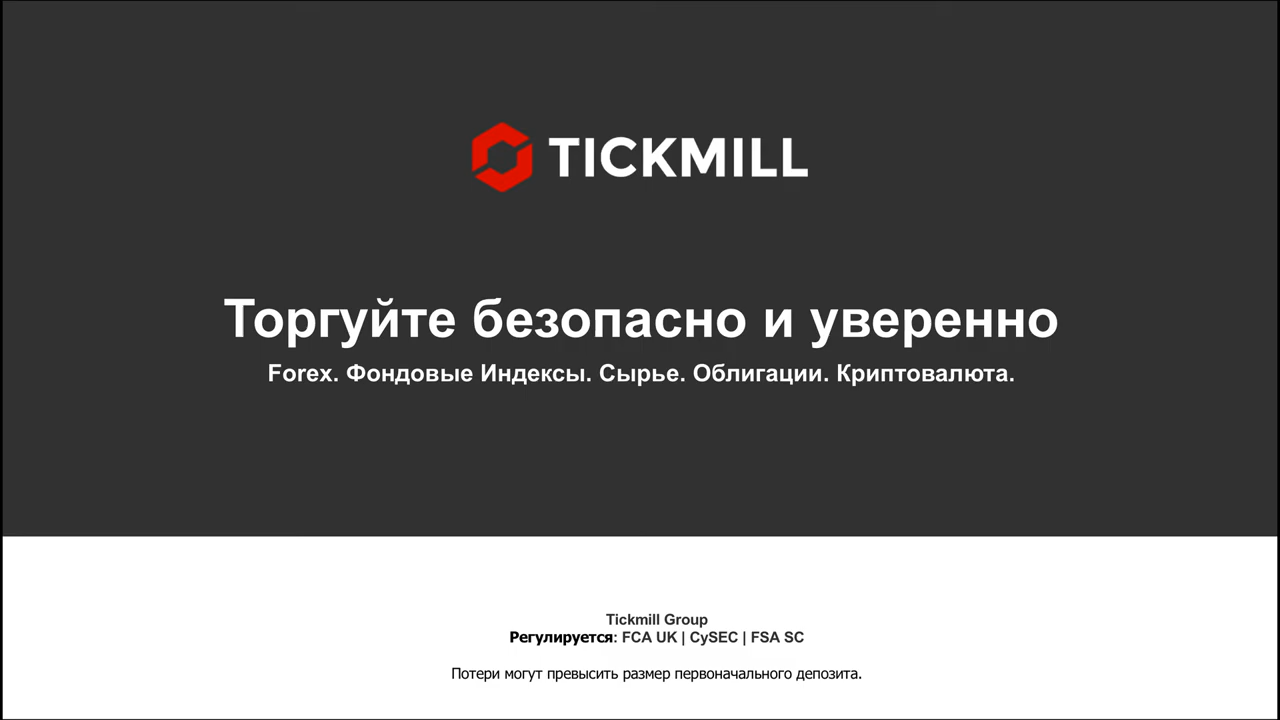 TICKMILL
Торгуйте безопасно и уверенно
Forex. Фондовые Индексы. Сырье. Облигации. Криптовалюта.
Tickmill Group
Регулируется: FCA UK | CySEC | FSA SC
Потери могут превысить размер первоначального депозита.